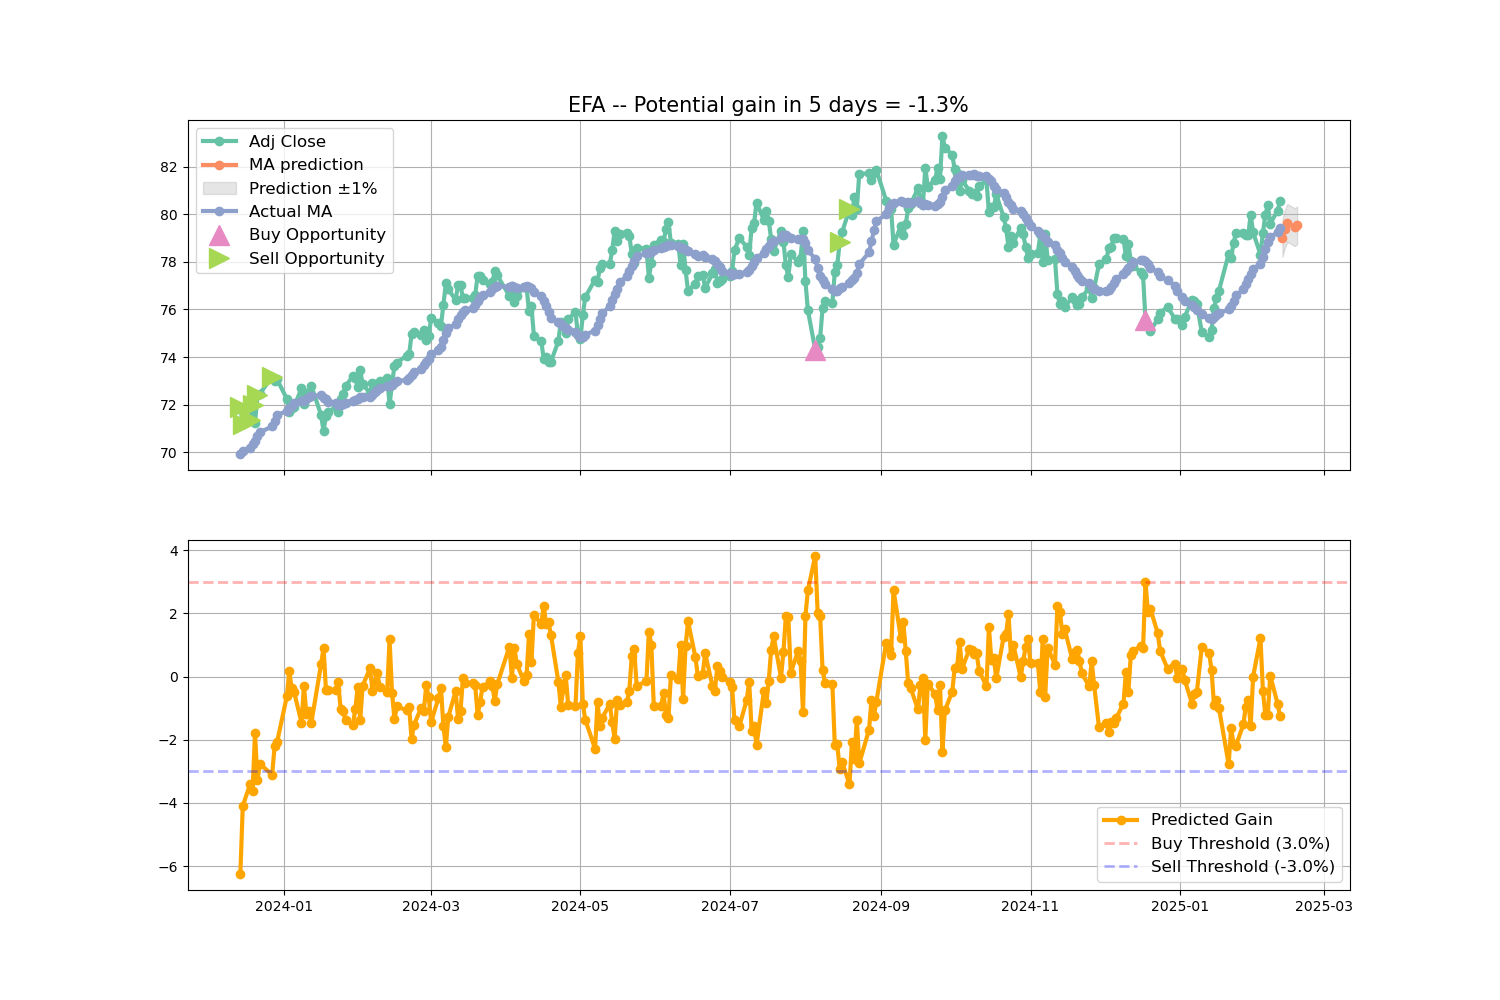 EFA -- Potential gain in 5 days = -1.3%
Adj Close
MA prediction
Prediction ±1%
Actual MA
Buy Opportunity
Sell Opportunity
82
80
78
76
74
72
70
4
2
0
−2
−4
−6
Predicted Gain
Buy Threshold (3.0%)
Sell Threshold (-3.0%)
2024-01
2024-03
2024-05
2024-07
2024-09
2024-11
2025-01
2025-03